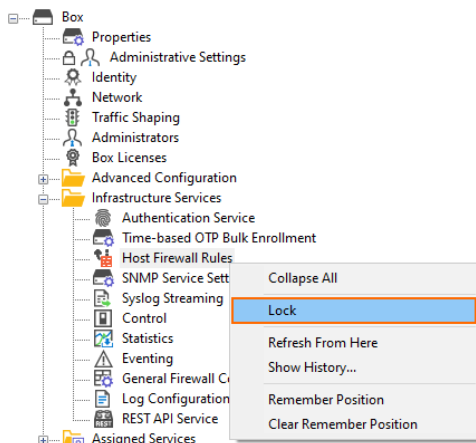 Box
Properties
Administrative Settings
Identity
Network
Traffic Shaping
Administrators
Box Licenses
Advanced Configuration
Infrastructure Services
Authentication Service
Time-based OTP Bulk Enrollment
Host Firewall Rules
SNMP Service Sett
Syslog Streaming
Control
Statistics
Eventing
General Firewall Co
Log Configuration
REST API Service
Assigned Services
Collapse All
Lock
Refresh From Here
Show History...
Remember Position
Clear Remember Position